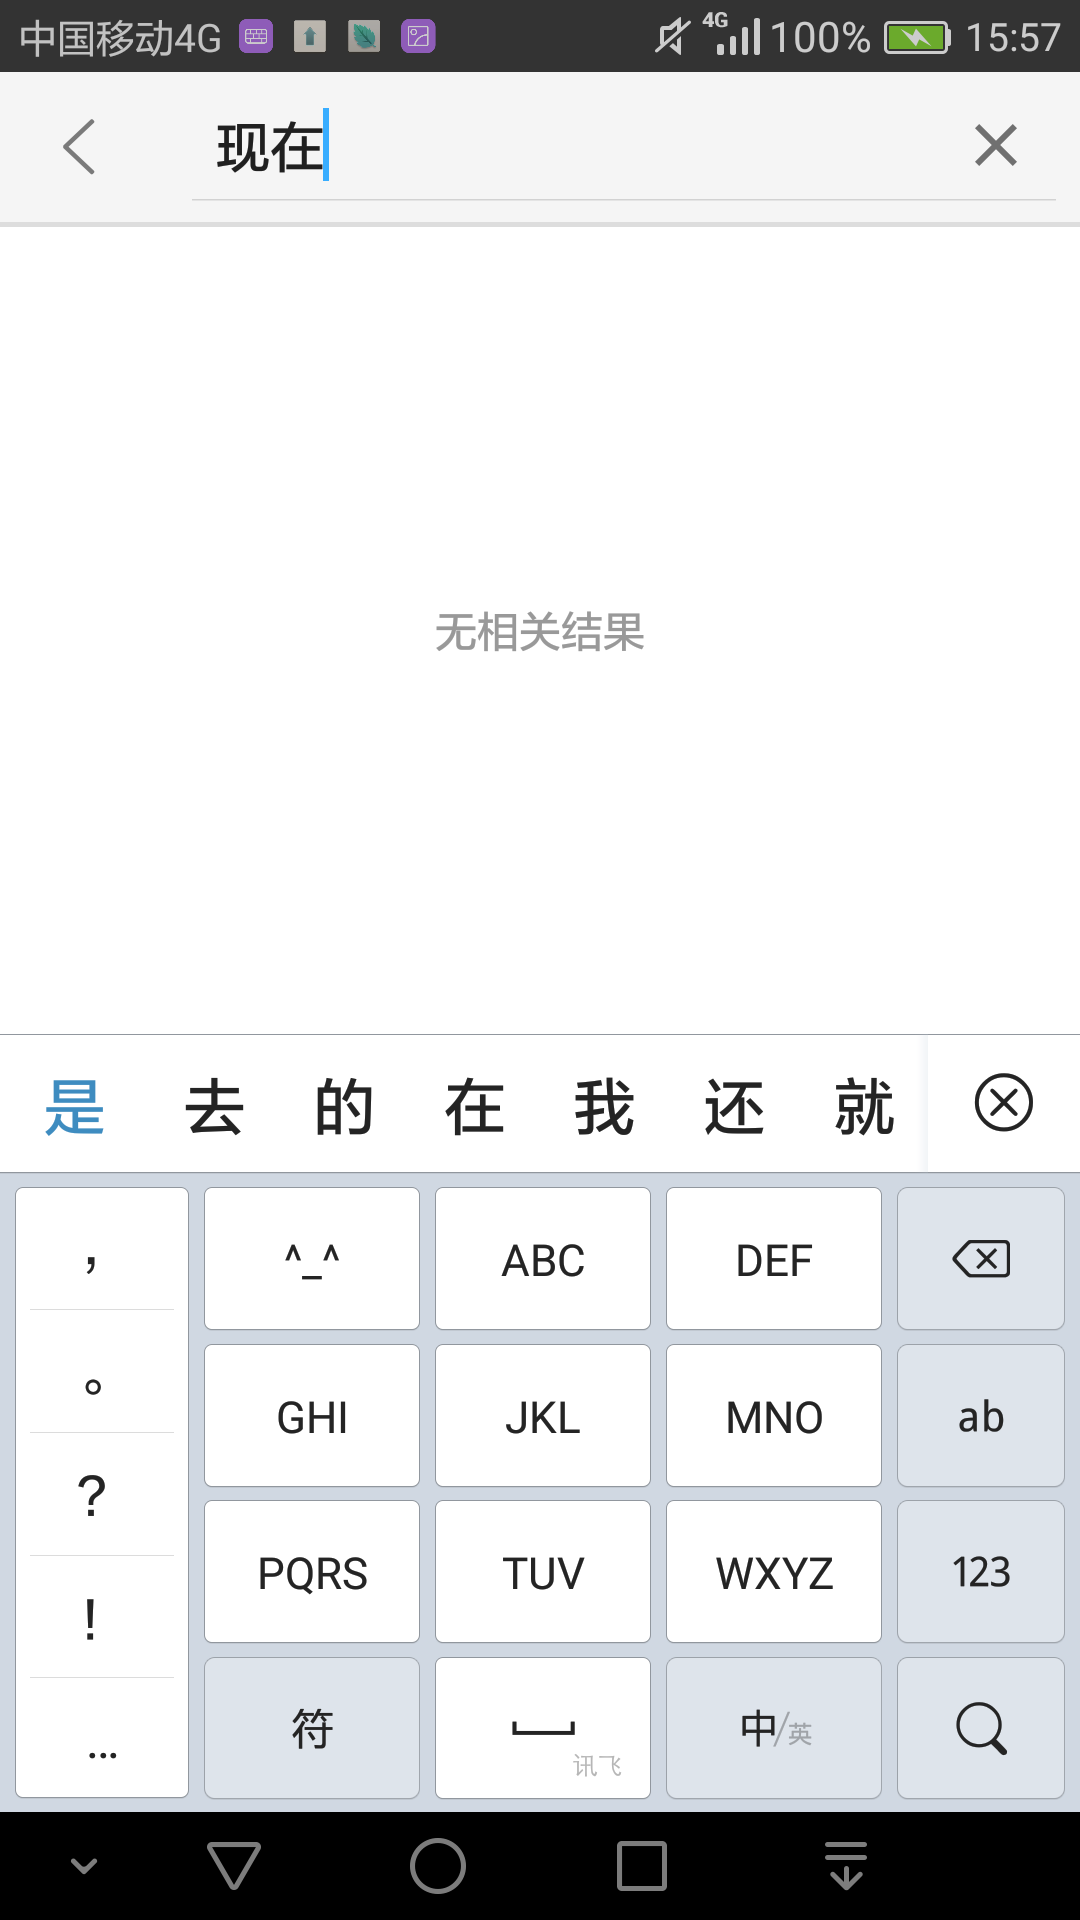 中国移动4G 4G 100% 15:57
现在
无相关结果
是 去 的 在 我 还 就
， ^_^ ABC DEF
。 GHI JKL MNO ab
? PQRS TUV WXYZ 123
!
... 符 讯飞 中/英